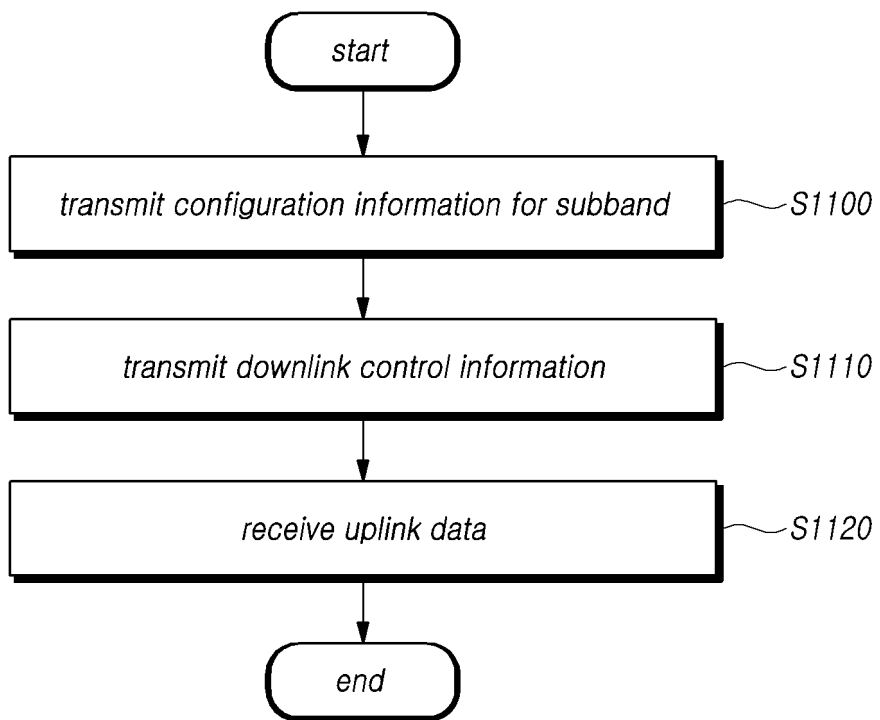 start
transmit configuration information for subband
S1100
transmit downlink control information
S1110
receive uplink data
S1120
end